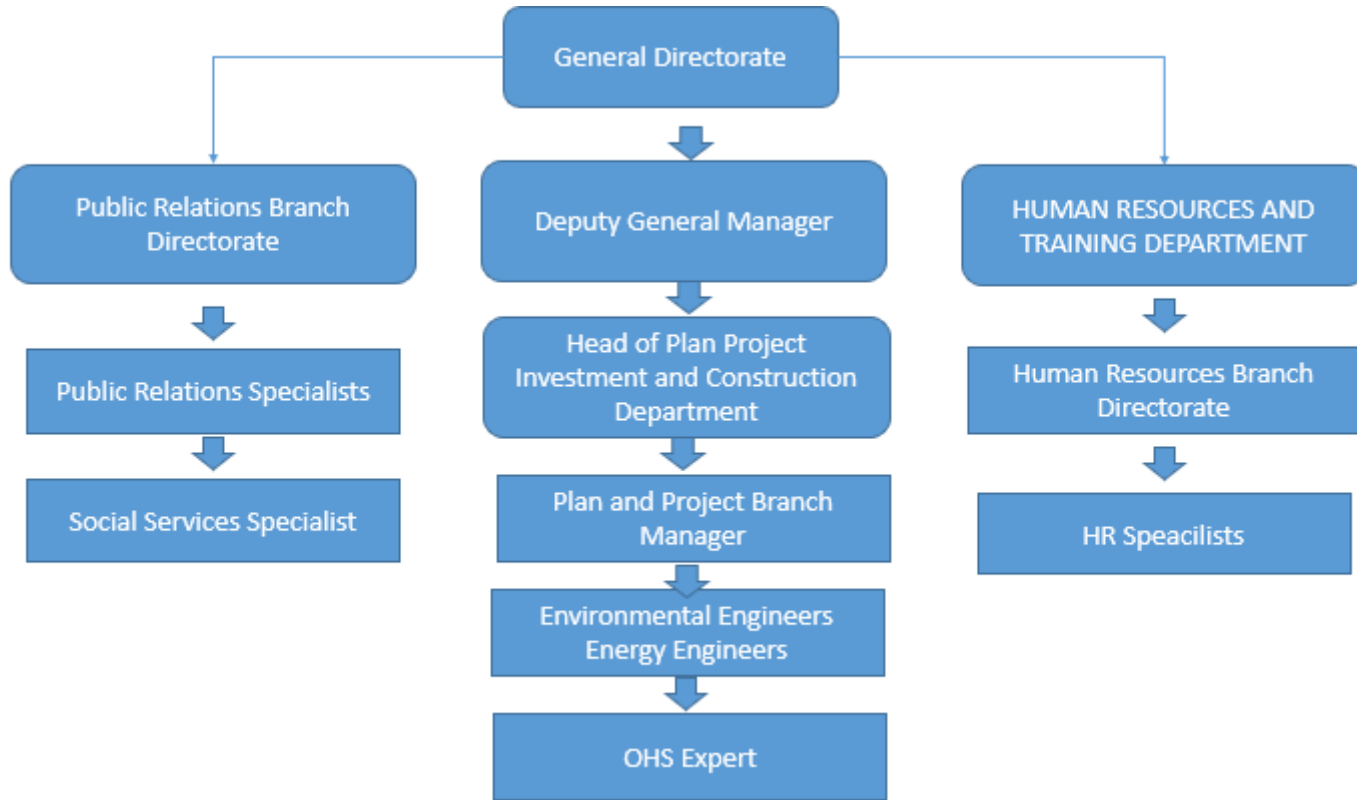 General Directorate
Public Relations Branch
Directorate
Deputy General Manager
HUMAN RESOURCES AND
TRAINING DEPARTMENT
Public Relations Specialists
Head of Plan Project
Investment and Construction
Department
Human Resources Branch
Directorate
Social Services Specialist
Plan and Project Branch
Manager
HR Speacilists
Environmental Engineers
Energy Engineers
OHS Expert